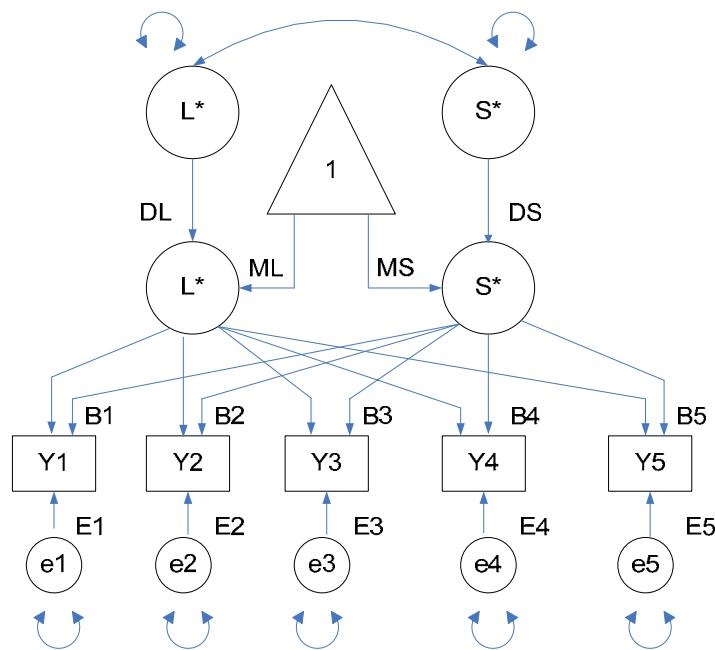 L* S*
1
DL DS
ML MS
L* S*
B1 B2 B3 B4 B5
Y1 Y2 Y3 Y4 Y5
E1 E2 E3 E4 E5
e1 e2 e3 e4 e5